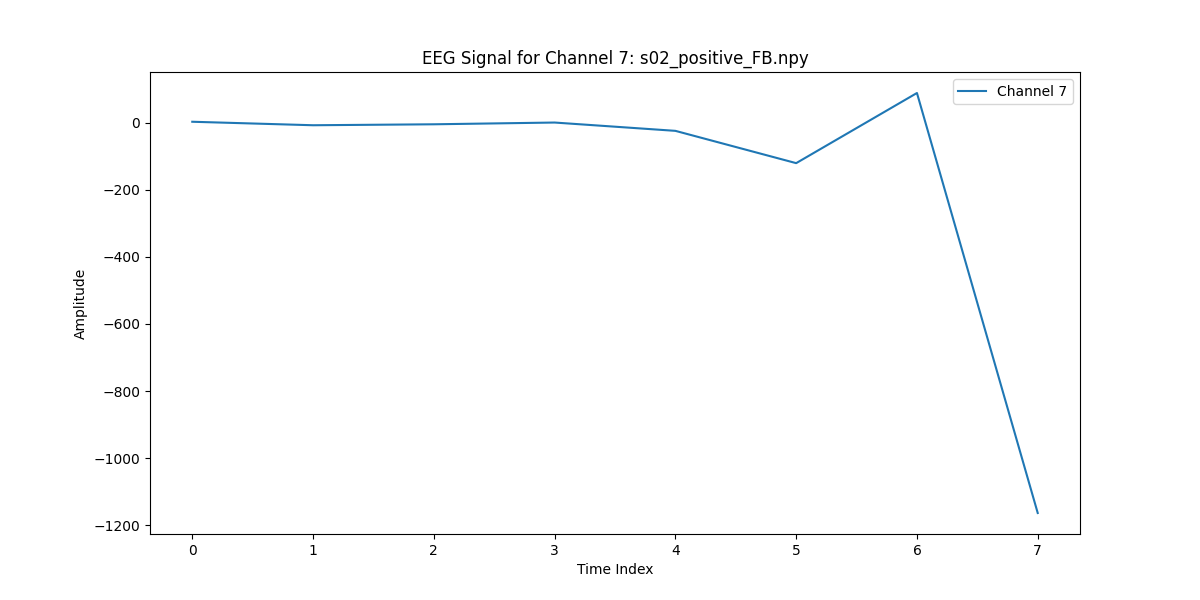 EEG Signal for Channel 7: s02_positive_FB.npy
Channel 7
0
−200
−400
−600
−800
−1000
−1200
Amplitude
0 1 2 3 4 5 6 7
Time Index